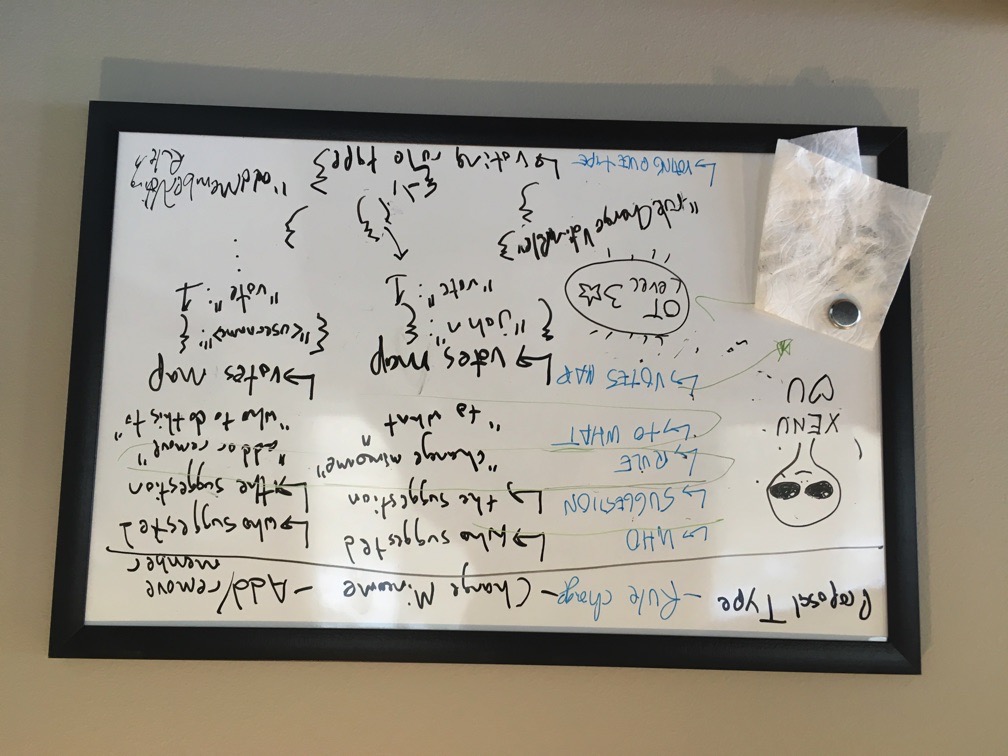 Proposal Type - Rule change - Change Mincome - Add/remove member
↳ WHO
↳ SUGGESTION
↳ RULE
↳ TO WHAT
↳ VOTES MAP
"ruleChangeVotingRule"
↳ VOTING RULE TYPE
↳ who suggested
↳ the suggestion
"change mincome"
"to what"
↳ votes map
{ "john": {
"vote": 1
}
}
{}
{-1}
↳ voting rule type }
↳ who suggested
↳ the suggestion
"add or remove"
"who to do this to"
↳ votes map
{"<username>": {
"vote": 1
}
"addMemberVoting
Rule"
XENU
♡U
OT
Level 3☆